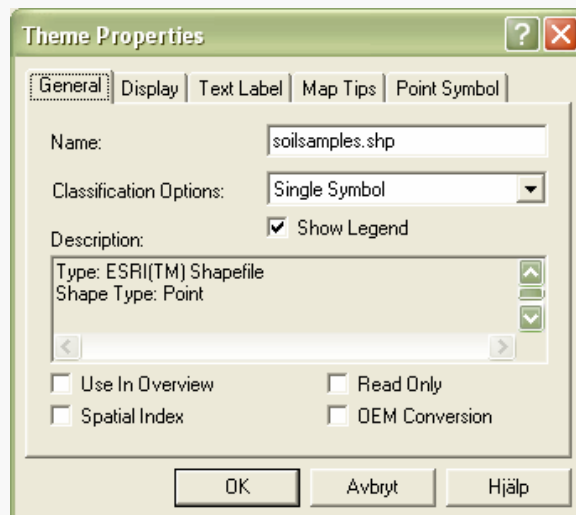 Theme Properties
General Display Text Label Map Tips Point Symbol
Name: soilsamples.shp
Classification Options: Single Symbol
Show Legend
Description:
Type: ESRI(TM) Shapefile
Shape Type: Point
Use In Overview Read Only
Spatial Index OEM Conversion
OK Avbryt Hjälp